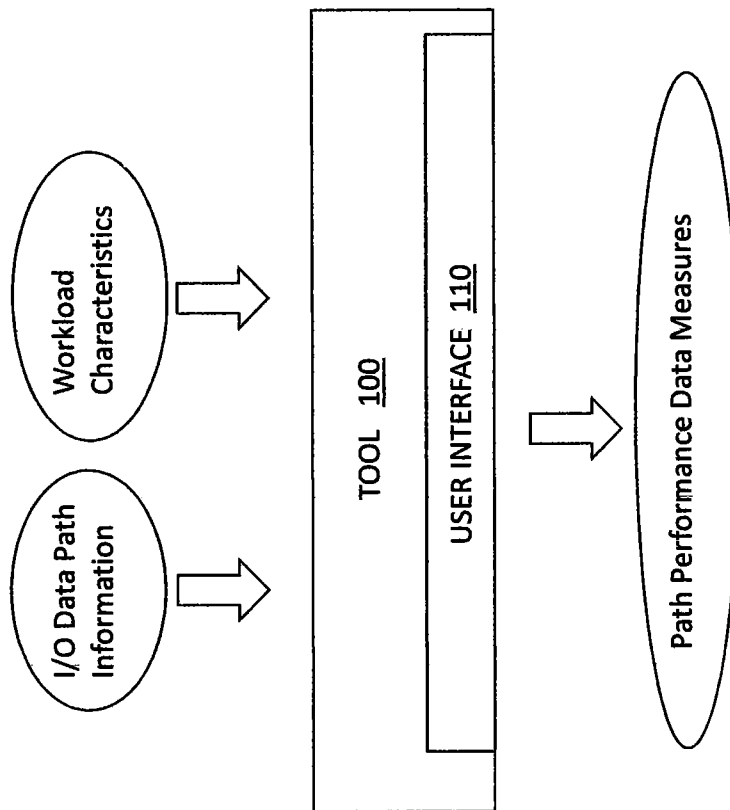 I/O Data Path
Information
Workload
Characteristics
TOOL 100
USER INTERFACE 110
Path Performance Data Measures